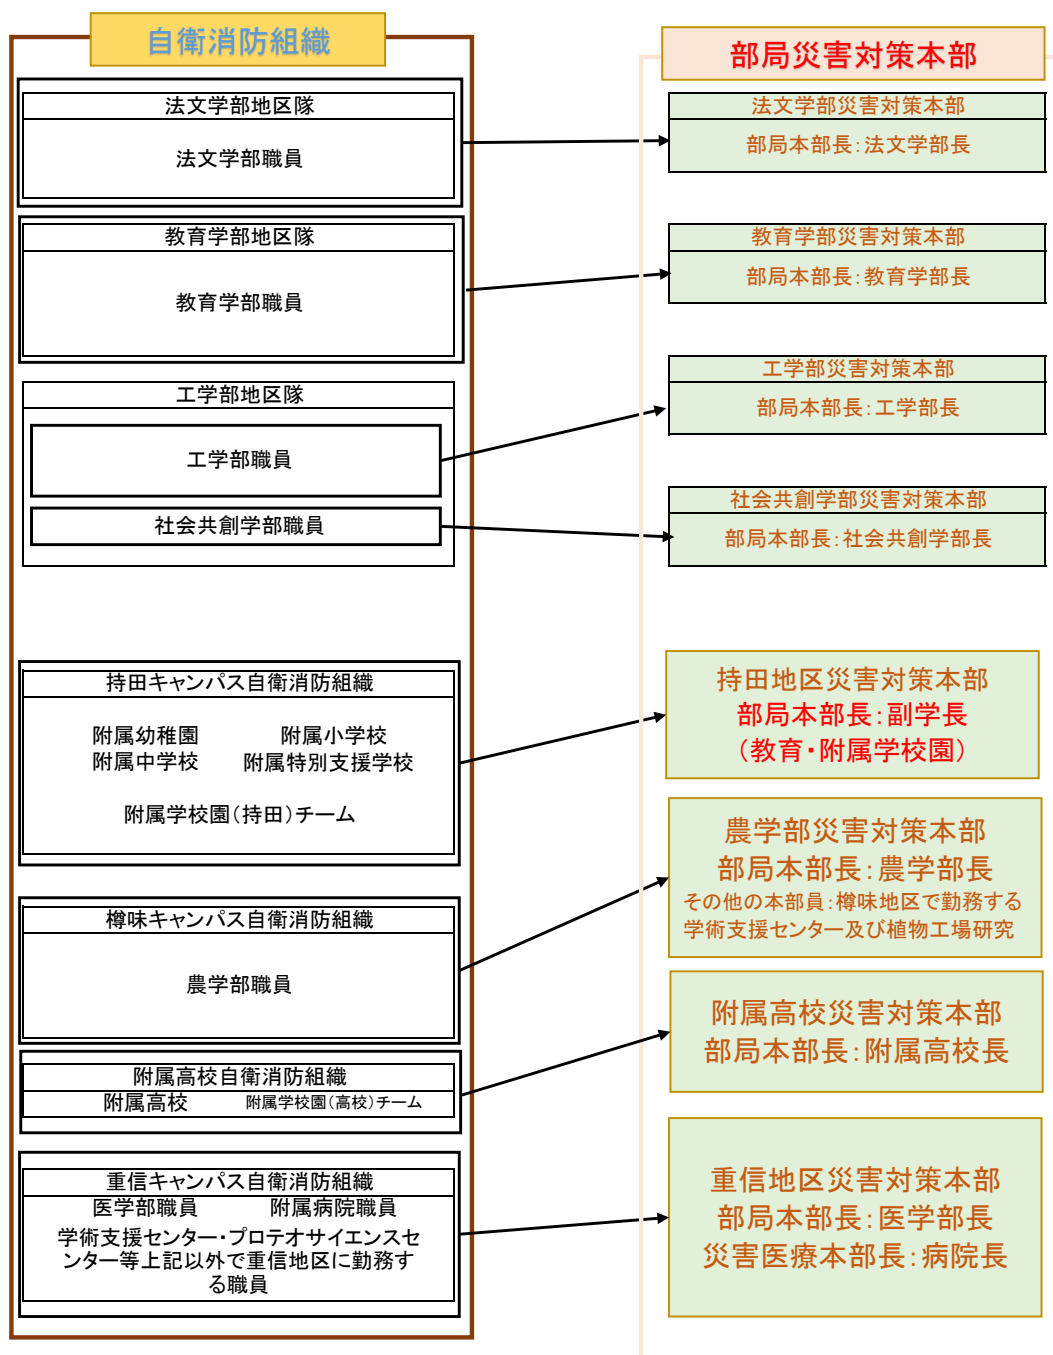 自衛消防組織
法文学部地区隊
法文学部職員
教育学部地区隊
教育学部職員
工学部地区隊
工学部職員
社会共創学部職員
持田キャンパス自衛消防組織
附属幼稚園 附属小学校
附属中学校 附属特別支援学校
附属学校園(持田)チーム
樽味キャンパス自衛消防組織
農学部職員
附属高校自衛消防組織
附属高校 附属学校園(高校)チーム
重信キャンパス自衛消防組織
医学部職員 附属病院職員
学術支援センター・プロテオサイエンスセ
ンター等上記以外で重信地区に勤務す
る職員
部局災害対策本部
法文学部災害対策本部
部局本部長:法文学部長
教育学部災害対策本部
部局本部長:教育学部長
工学部災害対策本部
部局本部長:工学部長
社会共創学部災害対策本部
部局本部長:社会共創学部長
持田地区災害対策本部
部局本部長:副学長
(教育・附属学校園)
農学部災害対策本部
部局本部長:農学部長
その他の本部員:樽味地区で勤務する
学術支援センター及び植物工場研究
附属高校災害対策本部
部局本部長:附属高校長
重信地区災害対策本部
部局本部長:医学部長
災害医療本部長:病院長